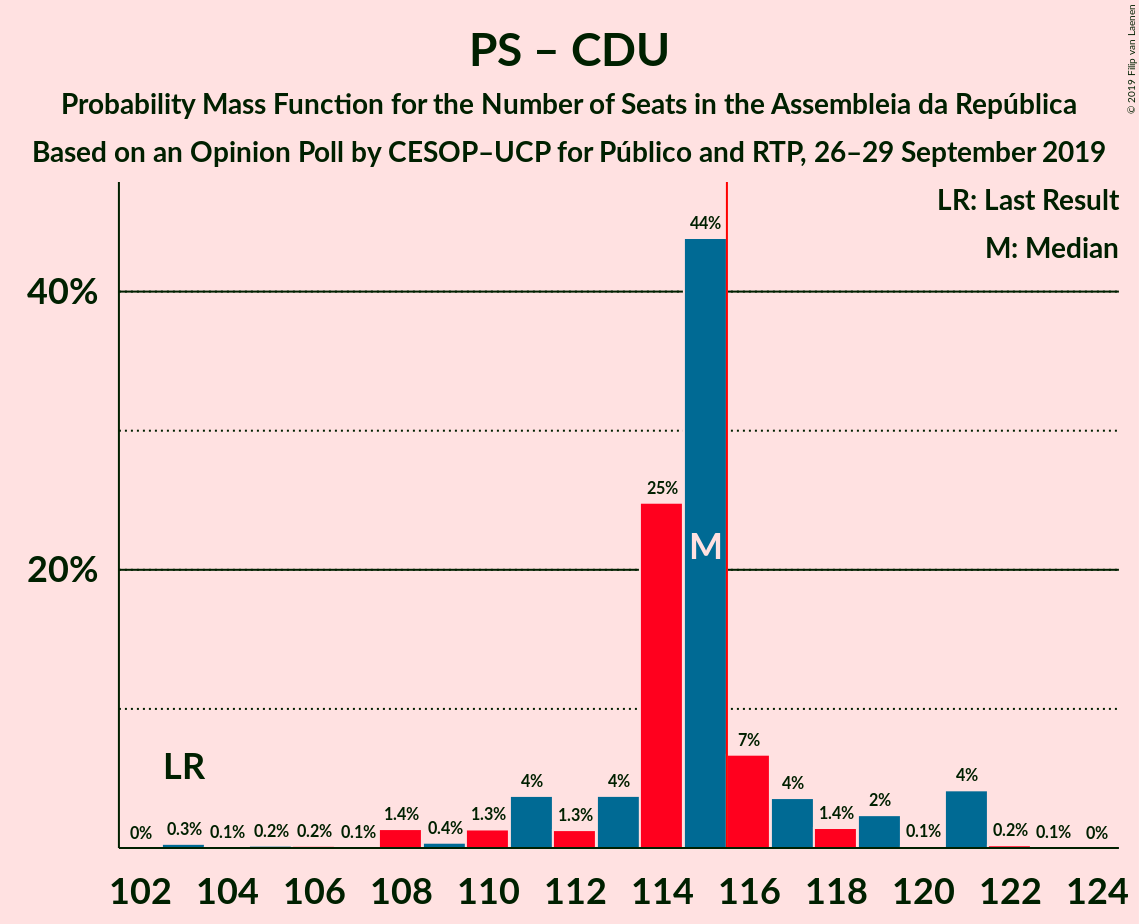 PS – CDU
Probability Mass Function for the Number of Seats in the Assembleia da República
Based on an Opinion Poll by CESOP–UCP for Público and RTP, 26–29 September 2019
© 2019 Filip van Laenen
LR: Last Result
M: Median
40%
20%
LR
M
0%
0.3%
0.1%
0.2%
0.2%
0.1%
1.4%
0.4%
1.3%
4%
1.3%
4%
25%
44%
7%
4%
1.4%
2%
0.1%
4%
0.2%
0.1%
0%
102 104 106 108 110 112 114 116 118 120 122 124